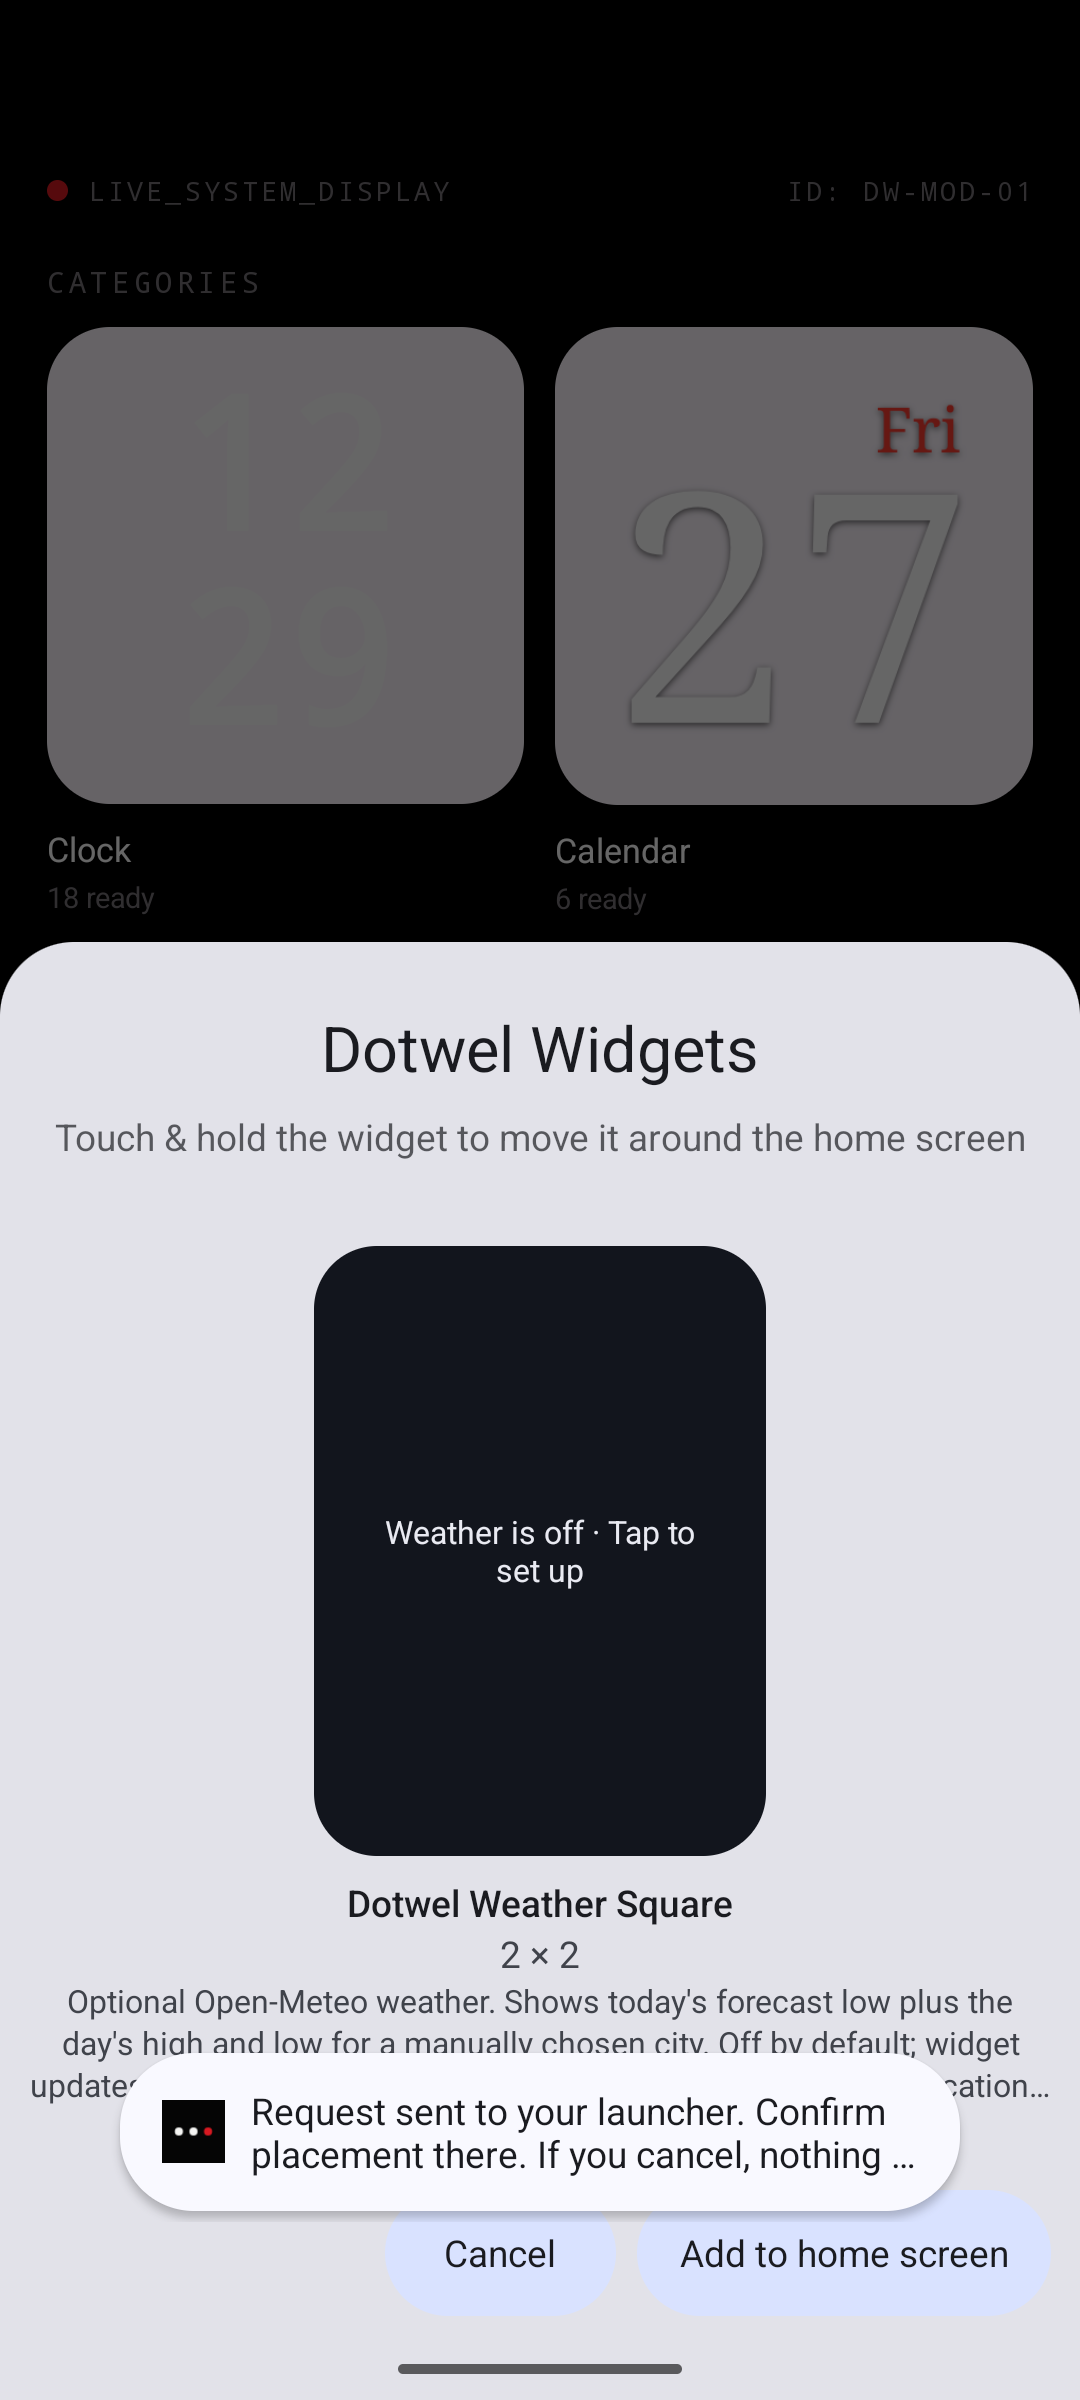 LIVE_SYSTEM_DISPLAY ID: DW-MOD-01
CATEGORIES
12
29
Fri
27
Clock
18 ready
Calendar
6 ready
Dotwel Widgets
Touch & hold the widget to move it around the home screen
Weather is off · Tap to
set up
Dotwel Weather Square
2 × 2
Optional Open-Meteo weather. Shows today's forecast low plus the
day's high and low for a manually chosen city. Off by default; widget
Request sent to your launcher. Confirm
placement there. If you cancel, nothing …
Cancel
Add to home screen